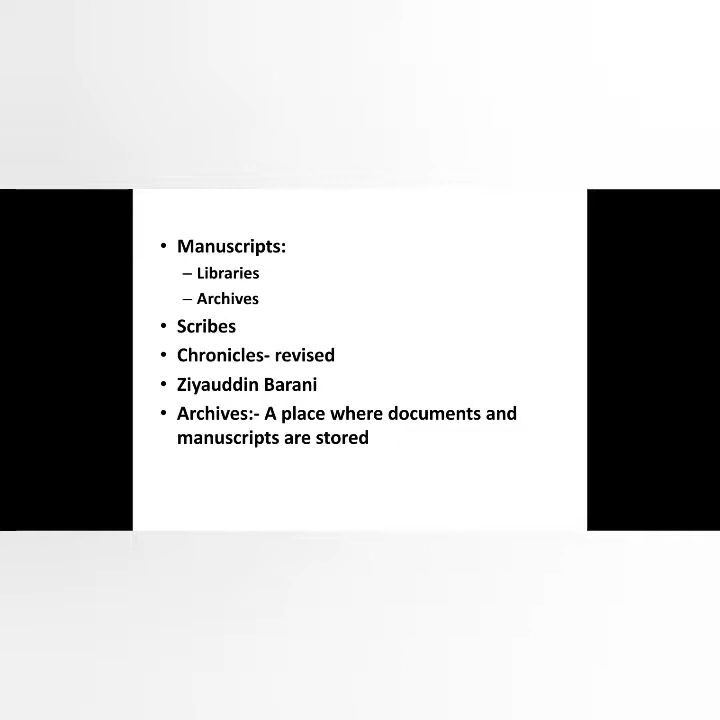 • Manuscripts:
– Libraries
– Archives
• Scribes
• Chronicles- revised
• Ziyauddin Barani
• Archives:- A place where documents and
manuscripts are stored